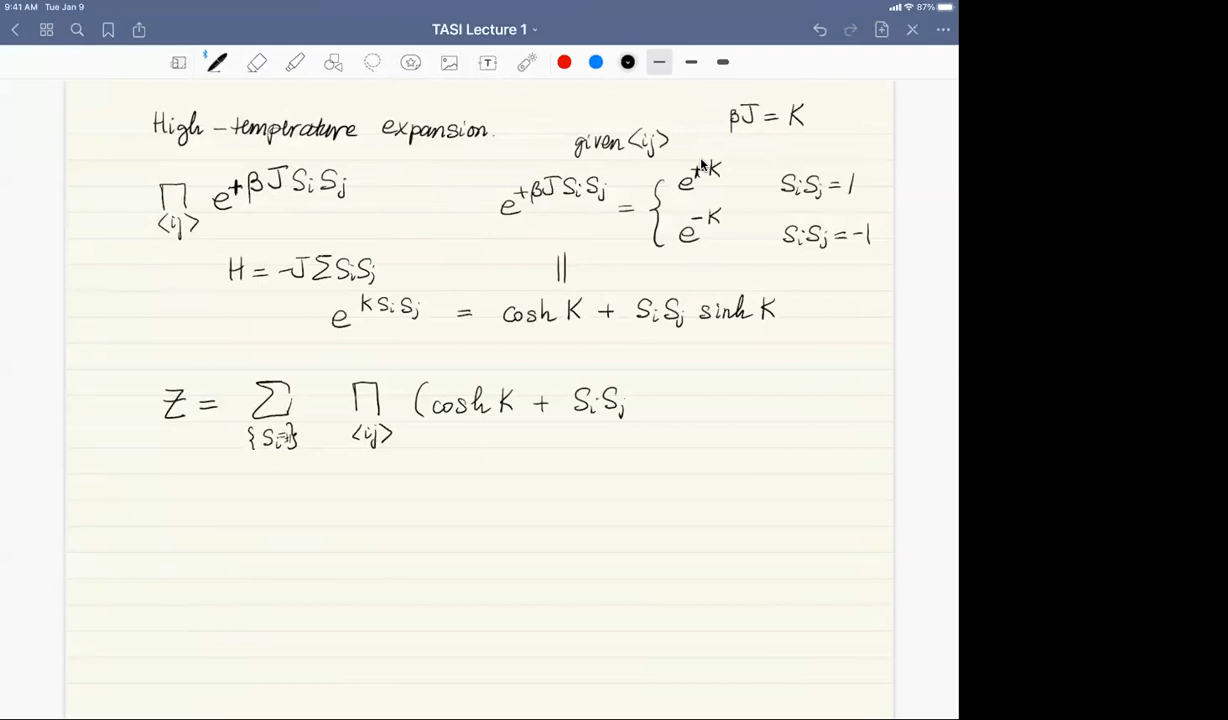 9:41 AM Tue Jan 9
87%
TASI Lecture 1
High-temperature expansion.
βJ = K
given <ij>
∏ e^{+βJ S_i S_j}
<ij>
e^{+βJ S_i S_j} = { e^{+K} S_i S_j = 1
e^{-K} S_i S_j = -1
H = -J Σ S_i S_j
||
e^{K S_i S_j} = cosh K + S_i S_j sinh K
Z = Σ ∏ (cosh K + S_i S_j
<ij>